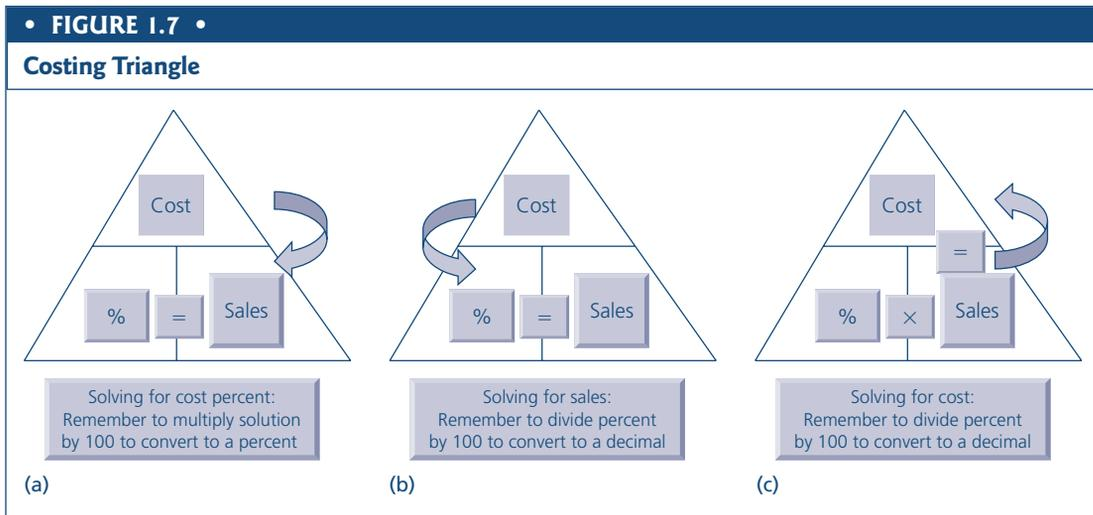 • FIGURE 1.7 •
Costing Triangle
Cost
% = Sales
Solving for cost percent:
Remember to multiply solution
by 100 to convert to a percent
(a)
Cost
% = Sales
Solving for sales:
Remember to divide percent
by 100 to convert to a decimal
(b)
Cost
=
% × Sales
Solving for cost:
Remember to divide percent
by 100 to convert to a decimal
(c)